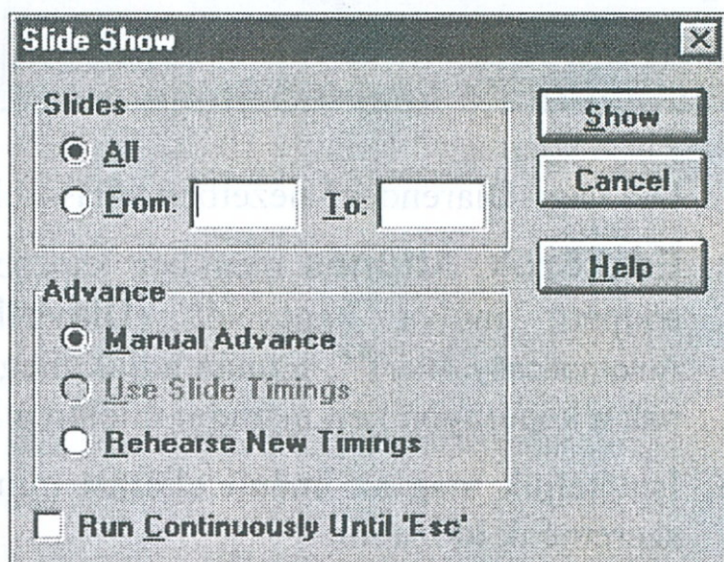 Slide Show
Slides
All
From: To:
Show
Cancel
Help
Advance
Manual Advance
Use Slide Timings
Rehearse New Timings
Run Continuously Until 'Esc'